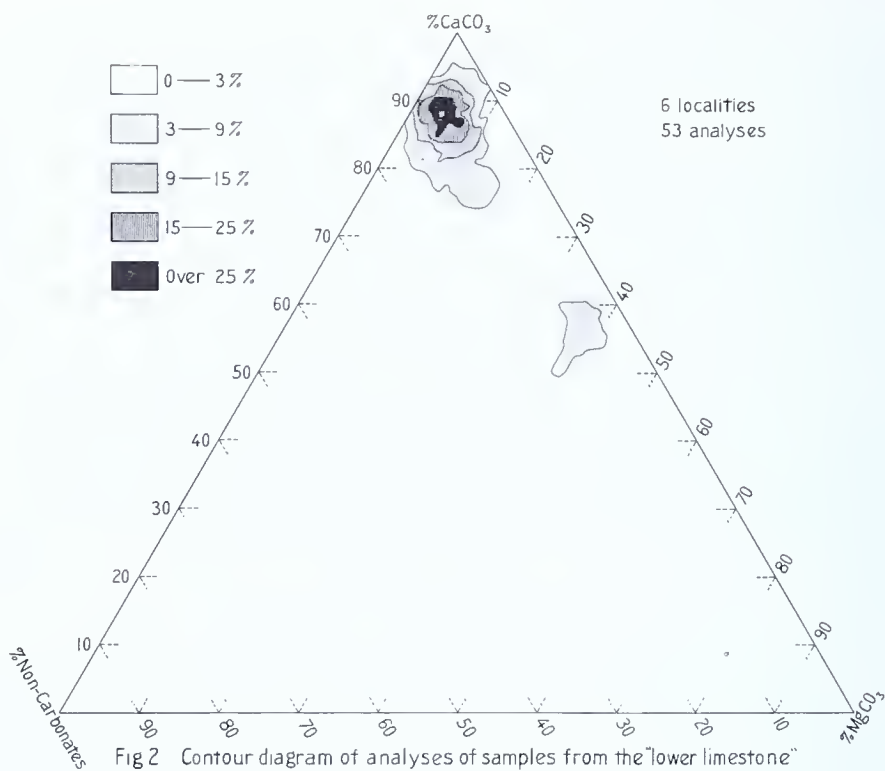 %CaCO₃
0 — 3 %
3 — 9 %
9 — 15 %
15 — 25 %
Over 25 %
6 localities
53 analyses
90
80
70
60
50
40
30
20
10
10
20
30
40
50
60
70
80
90
%Non-Carbonates
90
80
70
60
50
40
30
20
10
%MgCO₃
Fig 2 Contour diagram of analyses of samples from the "lower limestone"